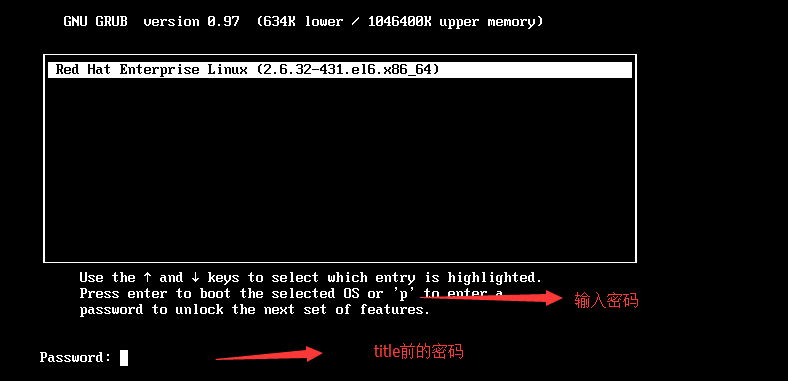 GNU GRUB version 0.97 (634K lower / 1046400K upper memory)
Red Hat Enterprise Linux (2.6.32-431.el6.x86_64)
Use the ↑ and ↓ keys to select which entry is highlighted.
Press enter to boot the selected OS or 'p' to enter a
输入密码
password to unlock the next set of features.
title前的密码
Password: